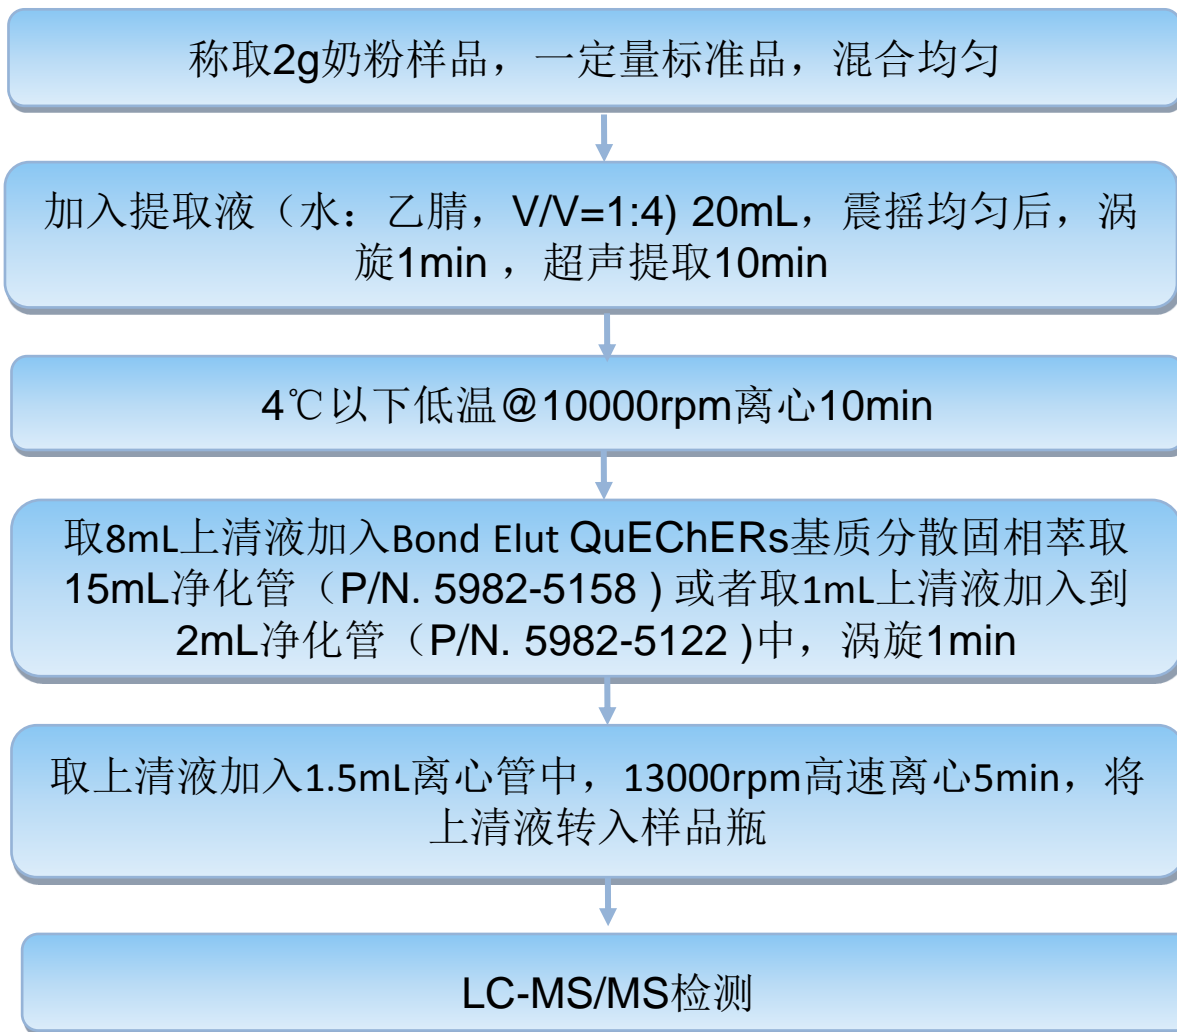 称取2g奶粉样品，一定量标准品，混合均匀
加入提取液（水：乙腈，V/V=1:4) 20mL，震摇均匀后，涡
旋1min ，超声提取10min
4℃以下低温@10000rpm离心10min
取8mL上清液加入Bond Elut QuEChERs基质分散固相萃取
15mL净化管（P/N. 5982-5158 ) 或者取1mL上清液加入到
2mL净化管（P/N. 5982-5122 )中，涡旋1min
取上清液加入1.5mL离心管中，13000rpm高速离心5min，将
上清液转入样品瓶
LC-MS/MS检测